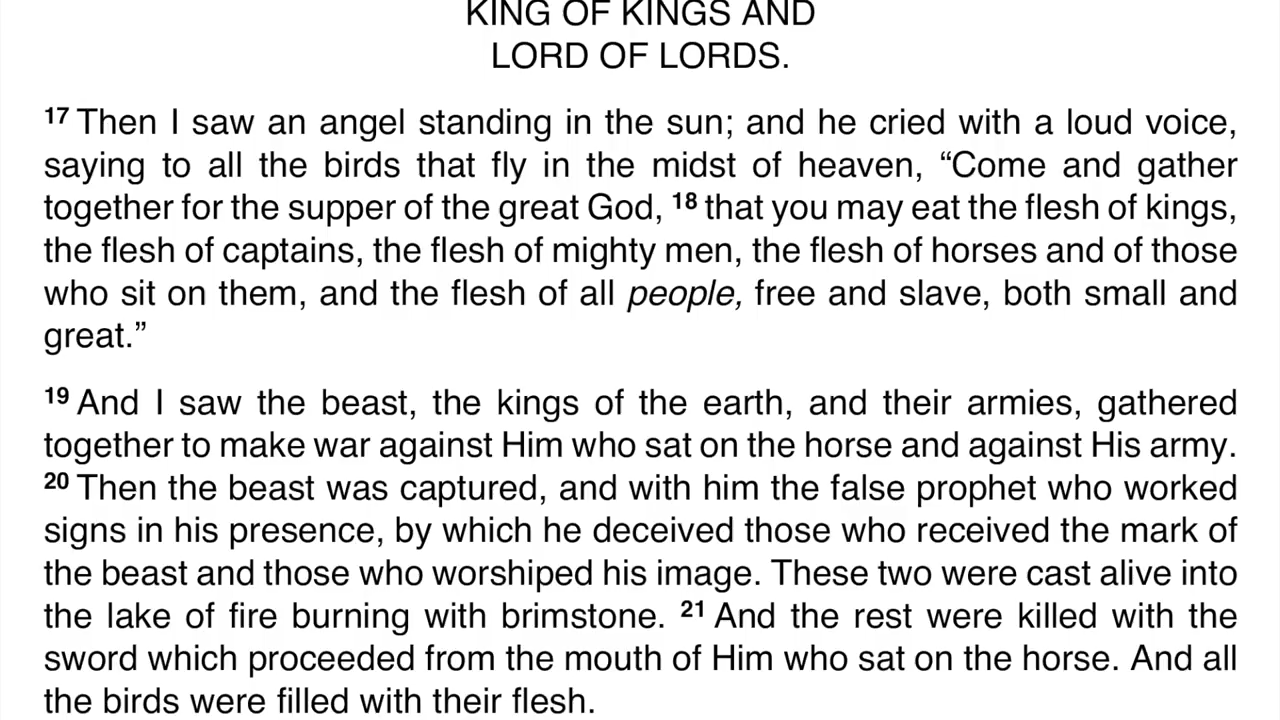 KING OF KINGS AND
LORD OF LORDS.
17 Then I saw an angel standing in the sun; and he cried with a loud voice,
saying to all the birds that fly in the midst of heaven, “Come and gather
together for the supper of the great God, 18 that you may eat the flesh of kings,
the flesh of captains, the flesh of mighty men, the flesh of horses and of those
who sit on them, and the flesh of all people, free and slave, both small and
great.”
19 And I saw the beast, the kings of the earth, and their armies, gathered
together to make war against Him who sat on the horse and against His army.
20 Then the beast was captured, and with him the false prophet who worked
signs in his presence, by which he deceived those who received the mark of
the beast and those who worshiped his image. These two were cast alive into
the lake of fire burning with brimstone. 21 And the rest were killed with the
sword which proceeded from the mouth of Him who sat on the horse. And all
the birds were filled with their flesh.